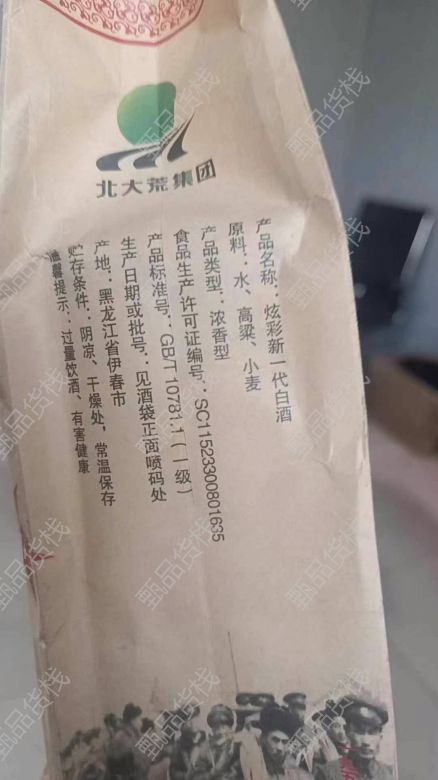 北大荒集团
产品名称：炫彩新一代白酒
原料：水、高粱、小麦
产品类型：浓香型
食品生产许可证编号：SC11523300801635
产品标准号：GB/T 10781.1(一级)
生产日期或批号：见酒袋正面喷码处
产地：黑龙江省伊春市
贮存条件：阴凉、干燥处，常温保存
温馨提示：过量饮酒、有害健康
甄品货栈